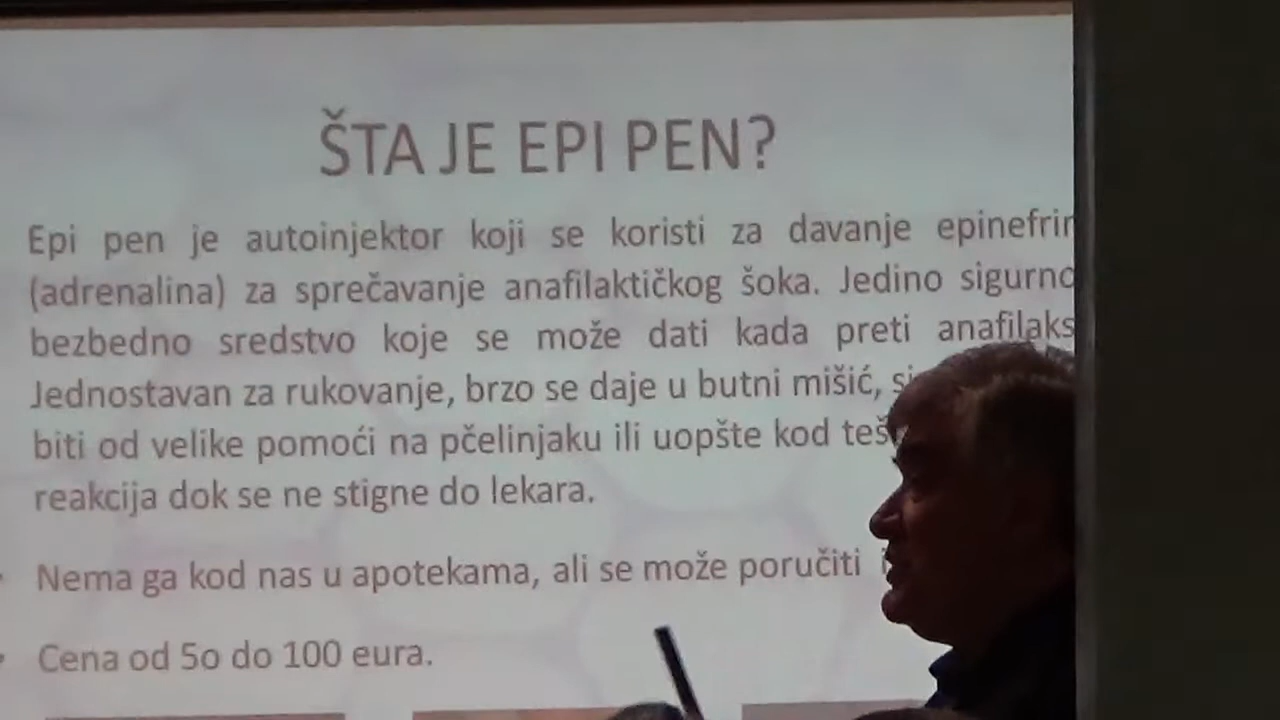 ŠTA JE EPI PEN?
Epi pen je autoinjektor koji se koristi za davanje
(adrenalina) za sprečavanje anafilaktičkog šoka. Jedino
bezbedno sredstvo koje se može dati kada preti
Jednostavan za rukovanje, brzo se daje u butni mišić,
biti od velike pomoći na pčelinjaku ili uopšte kod
reakcija dok se ne stigne do lekara.
Nema ga kod nas u apotekama, ali se može poručiti
Cena od 5o do 100 eura.